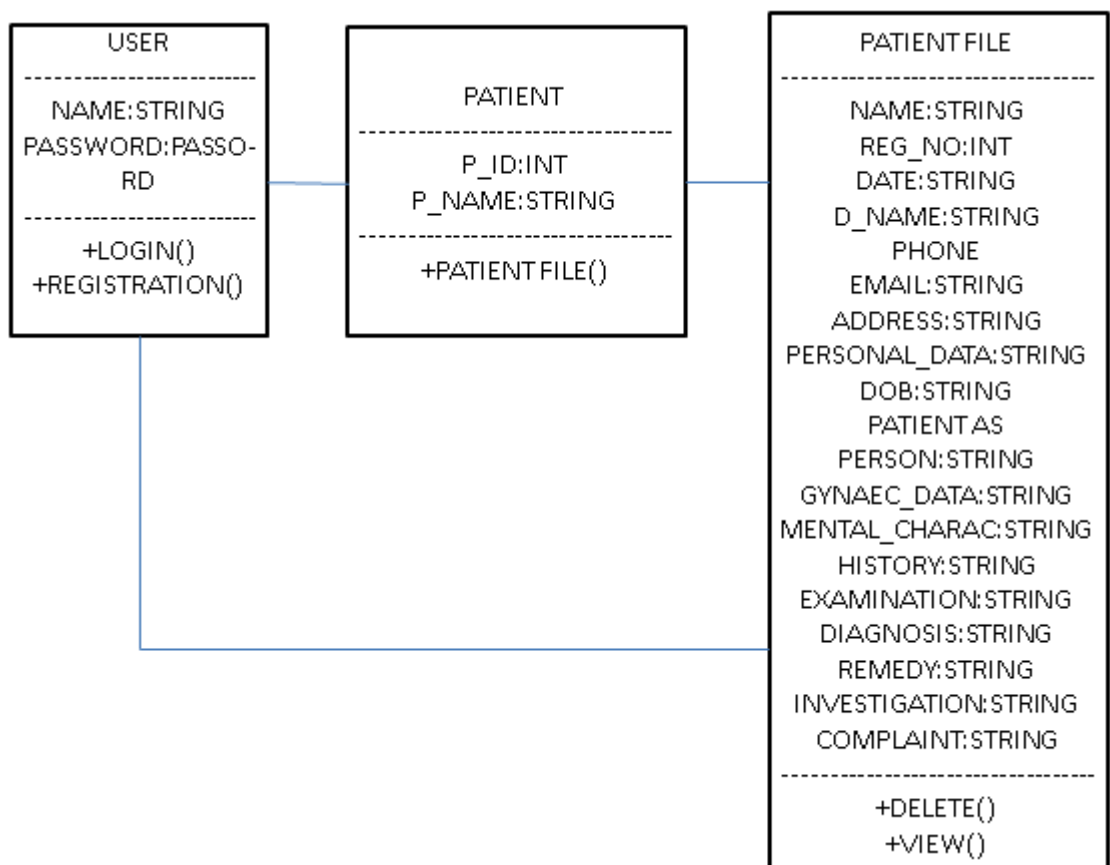 USER
NAME:STRING
PASSWORD:PASSO-
RD
+LOGIN()
+REGISTRATION()
PATIENT
P_ID:INT
P_NAME:STRING
+PATIENT FILE()
PATIENT FILE
NAME:STRING
REG_NO:INT
DATE:STRING
D_NAME:STRING
PHONE
EMAIL:STRING
ADDRESS:STRING
PERSONAL_DATA:STRING
DOB:STRING
PATIENT AS
PERSON:STRING
GYNAEC_DATA:STRING
MENTAL_CHARAC:STRING
HISTORY:STRING
EXAMINATION:STRING
DIAGNOSIS:STRING
REMEDY:STRING
INVESTIGATION:STRING
COMPLAINT:STRING
+DELETE()
+VIEW()